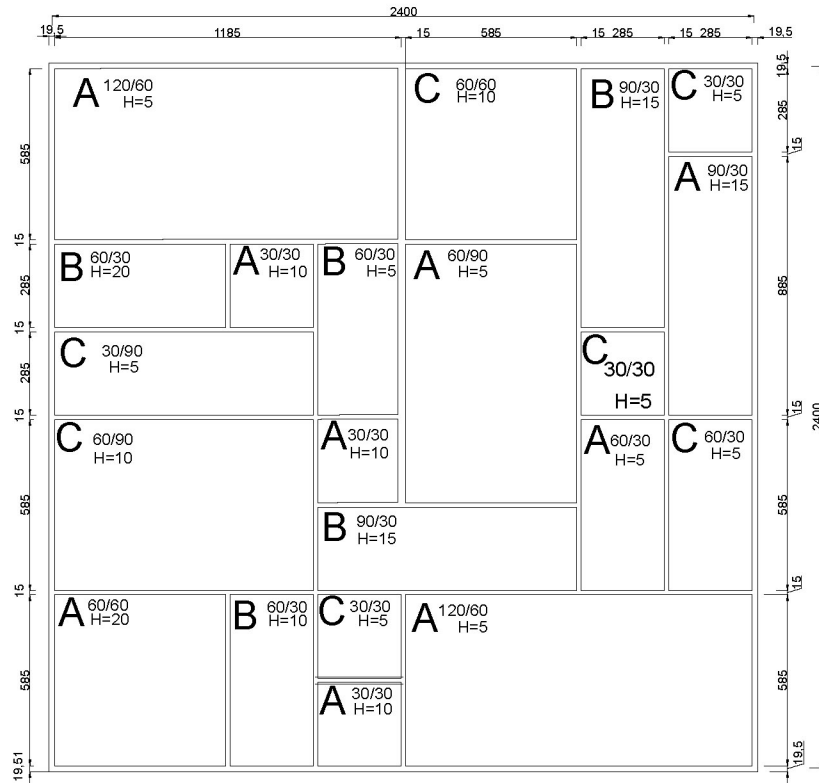 2400
19.5 1185 15 585 15 285 15 285 19.5
A 120/60
H=5
C 60/60
H=10
B 90/30
H=15
C 30/30
H=5
19.5
285
15
585
A 90/30
H=15
15
B 60/30
H=20
A 30/30
H=10
B 60/30
H=5
A 60/90
H=5
285
885
15
C 30/90
H=5
C 30/30
H=5
285
15
15
2400
C 60/90
H=10
A 30/30
H=10
A 60/30
H=5
C 60/30
H=5
585
585
B 90/30
H=15
15
15
A 60/60
H=20
B 60/30
H=10
C 30/30
H=5
A 120/60
H=5
585
585
A 30/30
H=10
19.51
19.5